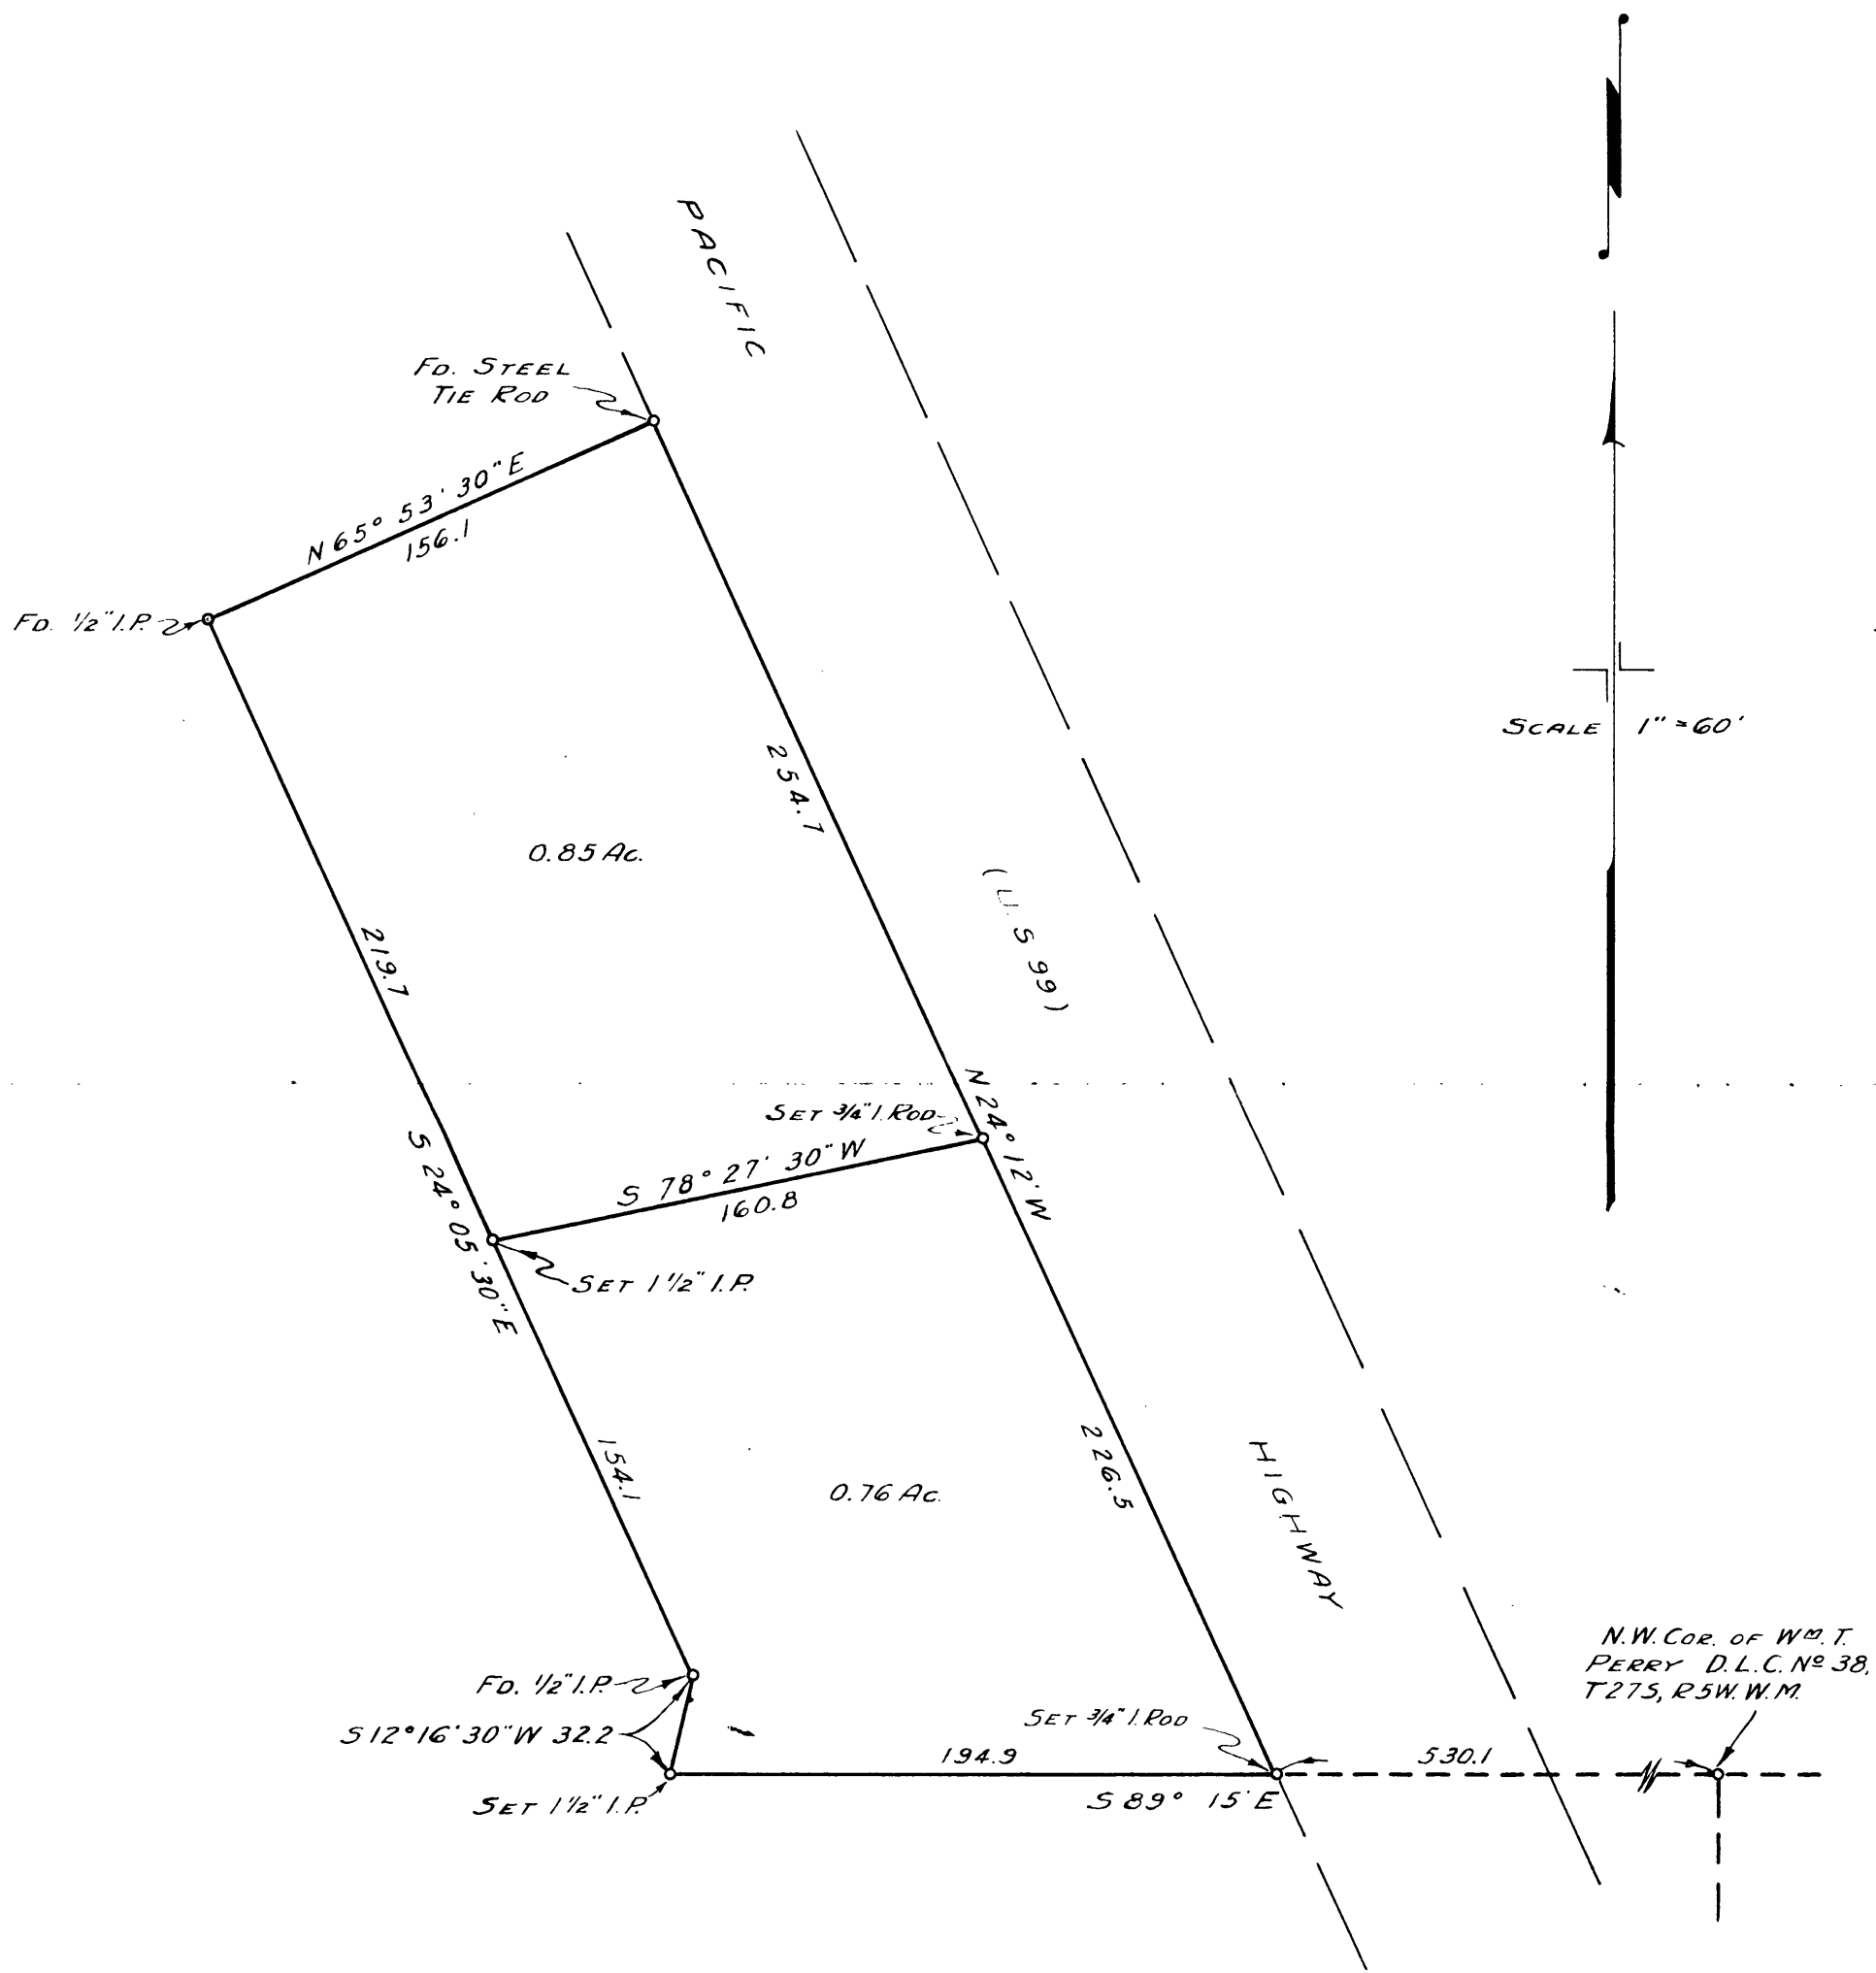 PACIFIC
FD. STEEL
TIE ROD
N 65° 53' 30" E
156.1
FD. 1/2" I.P.
SCALE 1" = 60'
254.7
0.85 AC.
(U.S 99)
219.7
N 24° 12' W
SET 3/4" I. ROD
S 78° 27' 30" W
160.8
S 24° 05' 30" E
SET 1 1/2" I.P.
154.1
226.5
0.76 AC.
HIGHWAY
N.W. COR. OF WM. T.
PERRY D.L.C. Nº 38,
T27S, R5W. W.M.
FD. 1/2" I.P.
S 12° 16' 30" W 32.2
SET 3/4" I. ROD
194.9
530.1
SET 1 1/2" I.P.
S 89° 15' E